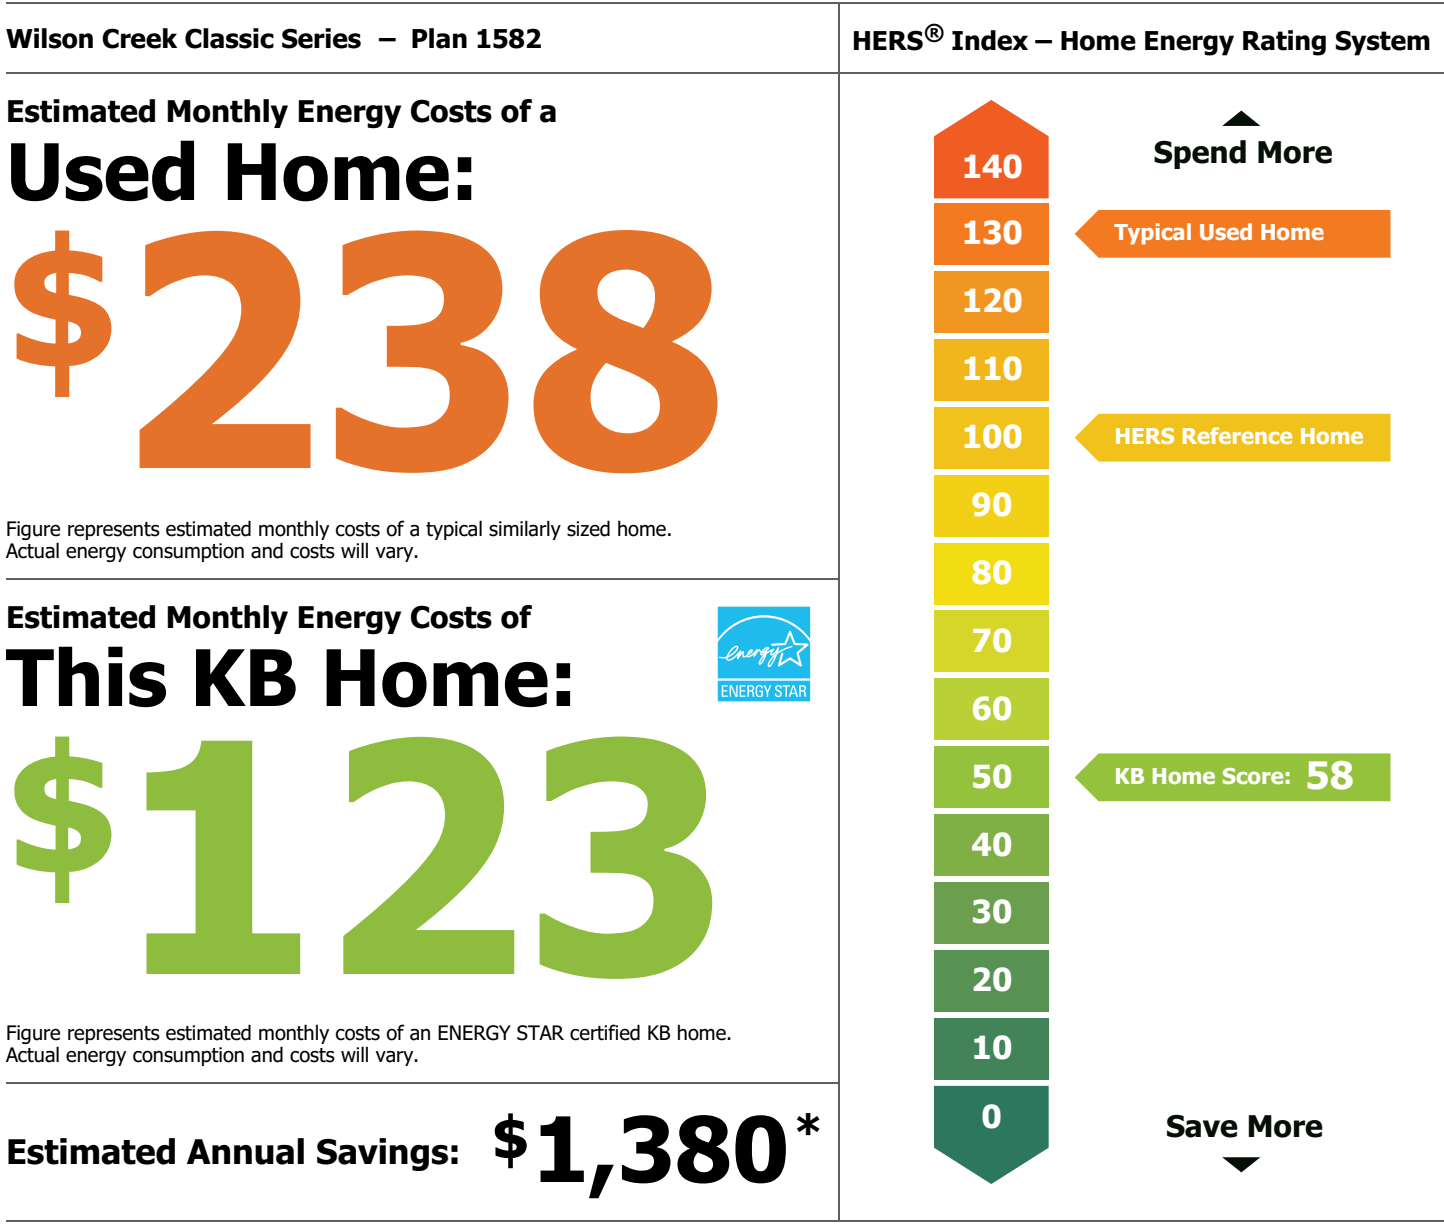 Wilson Creek Classic Series – Plan 1582
Estimated Monthly Energy Costs of a
Used Home:
$238
Figure represents estimated monthly costs of a typical similarly sized home.
Actual energy consumption and costs will vary.
Estimated Monthly Energy Costs of
This KB Home:
energy
ENERGY STAR
$123
Figure represents estimated monthly costs of an ENERGY STAR certified KB home.
Actual energy consumption and costs will vary.
Estimated Annual Savings: $1,380*
HERS® Index – Home Energy Rating System
Spend More
140
130 Typical Used Home
120
110
100 HERS Reference Home
90
80
70
60
50 KB Home Score: 58
40
30
20
10
0
Save More